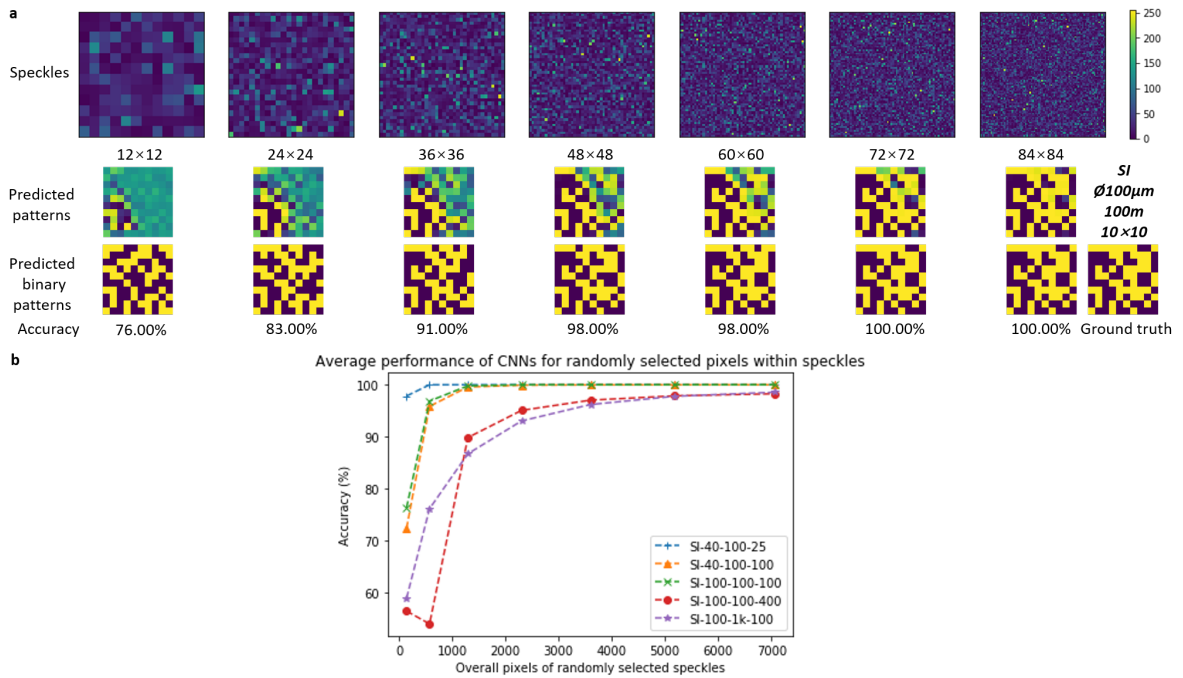 a
Speckles
250
200
150
100
50
0
12×12 24×24 36×36 48×48 60×60 72×72 84×84
Predicted patterns
SI
Ø100µm
100m
10×10
Predicted
binary
patterns
Accuracy 76.00% 83.00% 91.00% 98.00% 98.00% 100.00% 100.00% Ground truth
b
Average performance of CNNs for randomly selected pixels within speckles
Accuracy (%)
100
90
80
70
60
SI-40-100-25
SI-40-100-100
SI-100-100-100
SI-100-100-400
SI-100-1k-100
0 1000 2000 3000 4000 5000 6000 7000
Overall pixels of randomly selected speckles